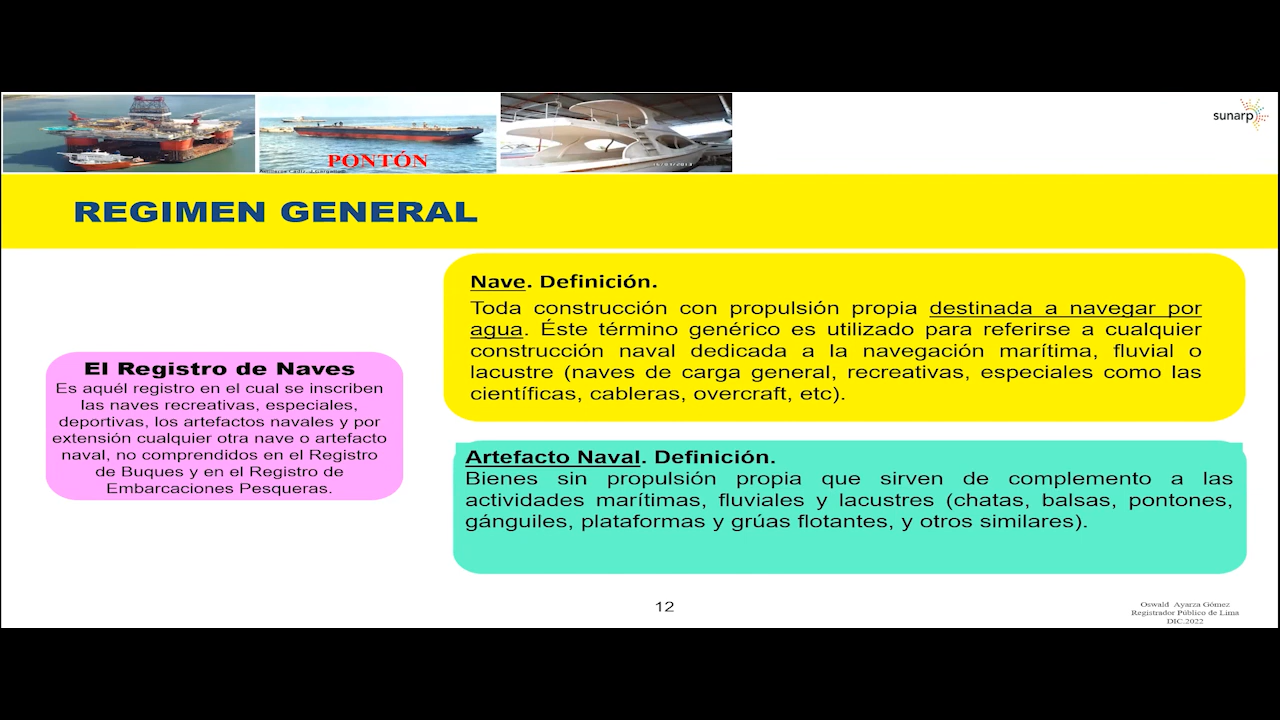 sunarp
PONTÓN
REGIMEN GENERAL
El Registro de Naves
Es aquél registro en el cual se inscriben
las naves recreativas, especiales,
deportivas, los artefactos navales y por
extensión cualquier otra nave o artefacto
naval, no comprendidos en el Registro
de Buques y en el Registro de
Embarcaciones Pesqueras.
Nave. Definición.
Toda construcción con propulsión propia destinada a navegar por
agua. Éste término genérico es utilizado para referirse a cualquier
construcción naval dedicada a la navegación marítima, fluvial o
lacustre (naves de carga general, recreativas, especiales como las
científicas, cableras, overcraft, etc).
Artefacto Naval. Definición.
Bienes sin propulsión propia que sirven de complemento a las
actividades marítimas, fluviales y lacustres (chatas, balsas, pontones,
gánguiles, plataformas y grúas flotantes, y otros similares).
12
Oswald Ayarza Gómez
Registrador Público de Lima
DIC.2022